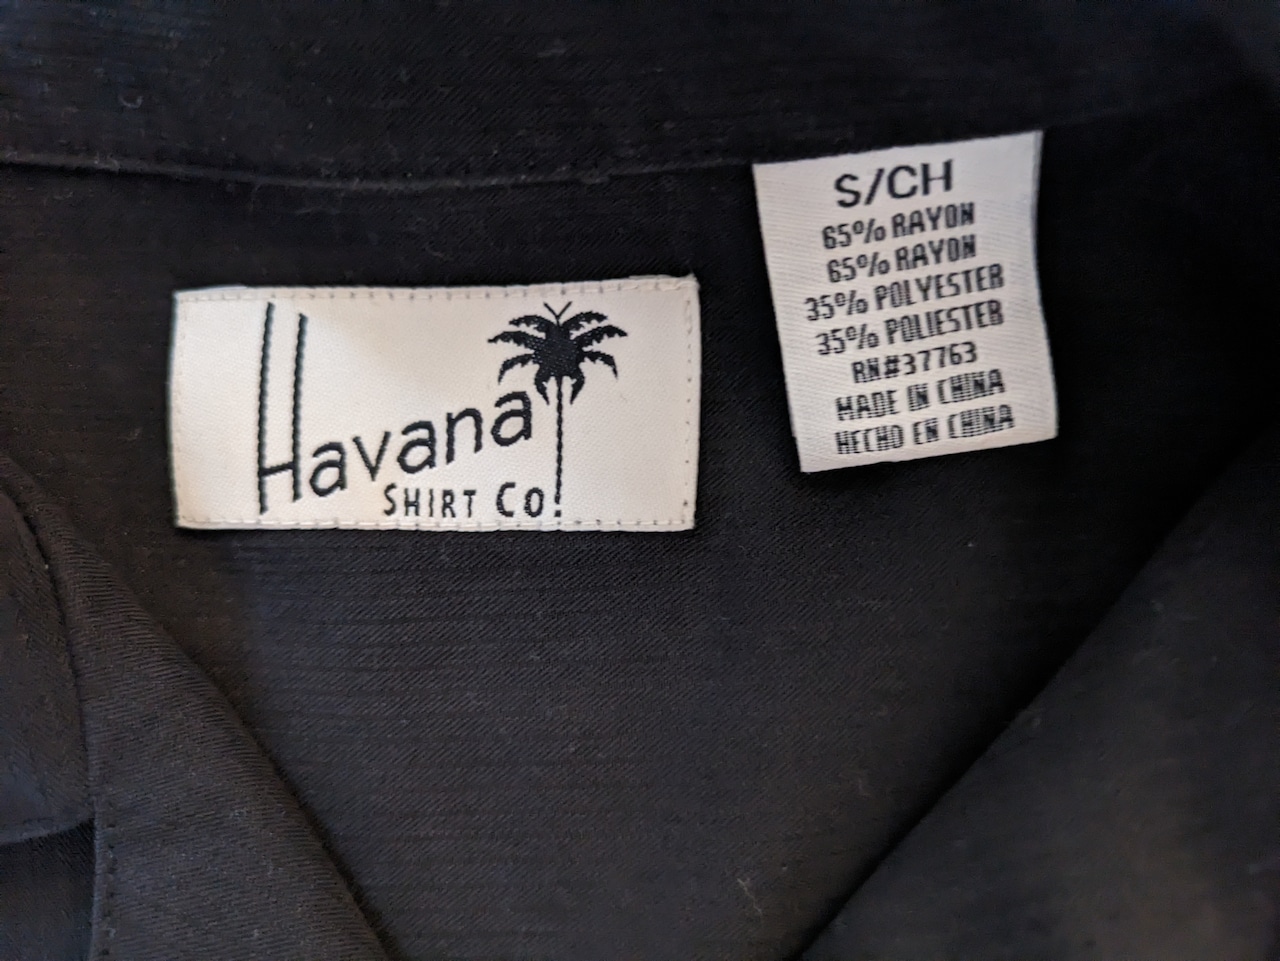 Havana
SHIRT Co.
S/CH
65% RAYON
65% RAYON
35% POLYESTER
35% POLIESTER
RN#37763
MADE IN CHINA
HECHO EN CHINA